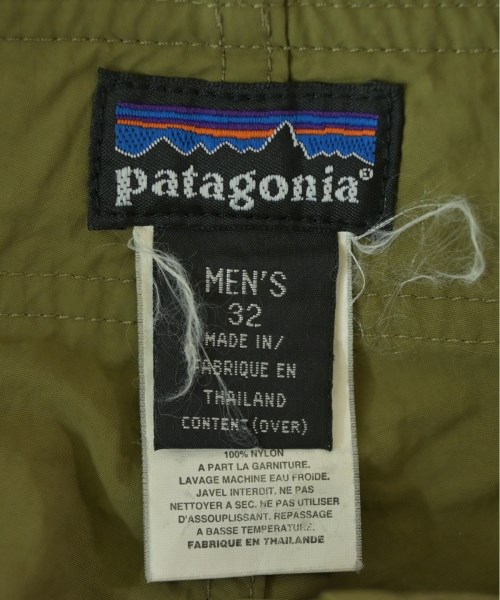 patagonia®
MEN'S
32
MADE IN/
FABRIQUE EN
THAILAND
CONTENT (OVER)
100% NYLON
A PART LA GARNITURE.
LAVAGE MACHINE EAU FROIDE.
JAVEL INTERDIT. NE PAS
NETTOYER A SEC. NE PAS UTILISER
D'ASSOUPLISSANT. REPASSAGE
A BASSE TEMPERATURE.
FABRIQUE EN THAILANDE